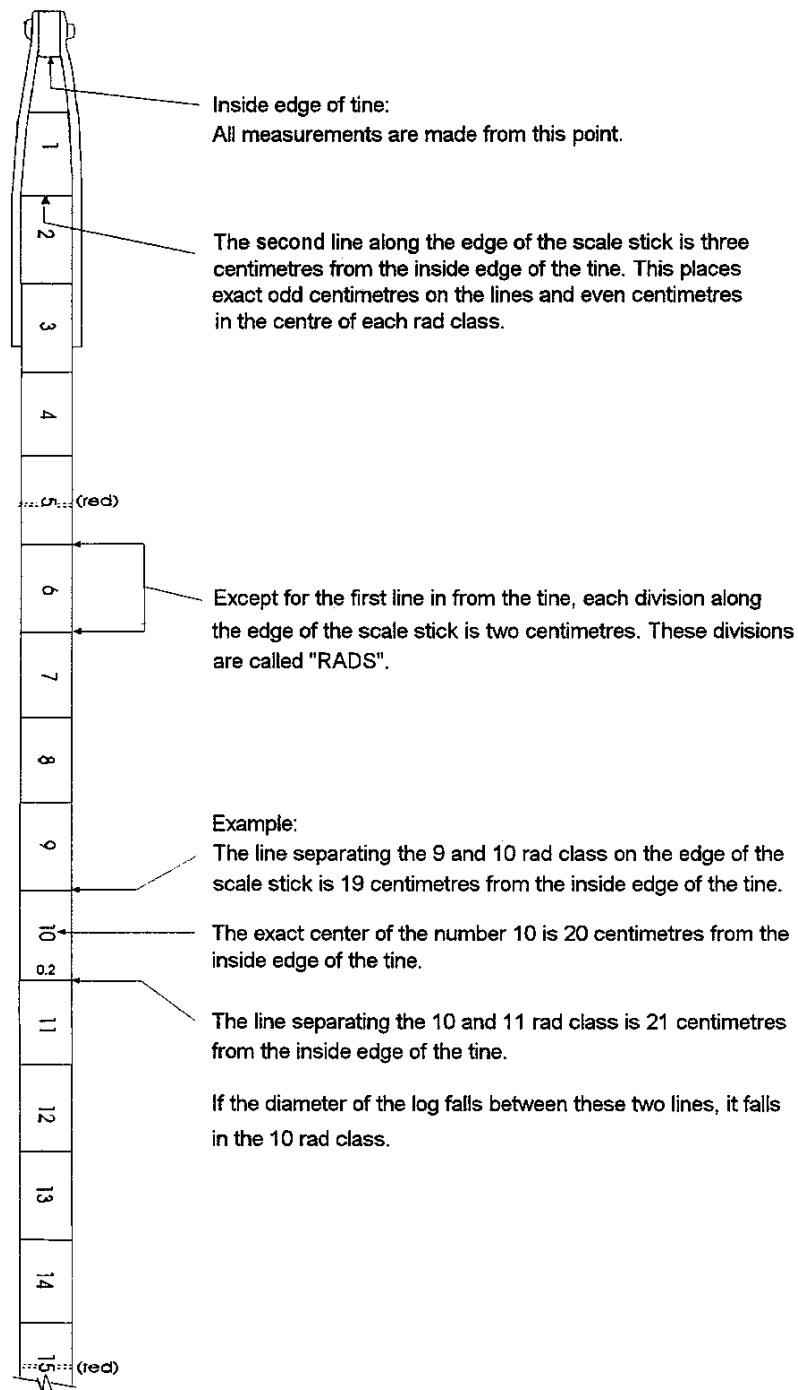 Inside edge of tine:
All measurements are made from this point.
1
2
The second line along the edge of the scale stick is three
centimetres from the inside edge of the tine. This places
exact odd centimetres on the lines and even centimetres
in the centre of each rad class.
3
4
5 (red)
6
Except for the first line in from the tine, each division along
the edge of the scale stick is two centimetres. These divisions
are called "RADS".
7
8
Example:
9
The line separating the 9 and 10 rad class on the edge of the
scale stick is 19 centimetres from the inside edge of the tine.
10
The exact center of the number 10 is 20 centimetres from the
inside edge of the tine.
0.2
11
The line separating the 10 and 11 rad class is 21 centimetres
from the inside edge of the tine.
12
If the diameter of the log falls between these two lines, it falls
in the 10 rad class.
13
14
15 (red)